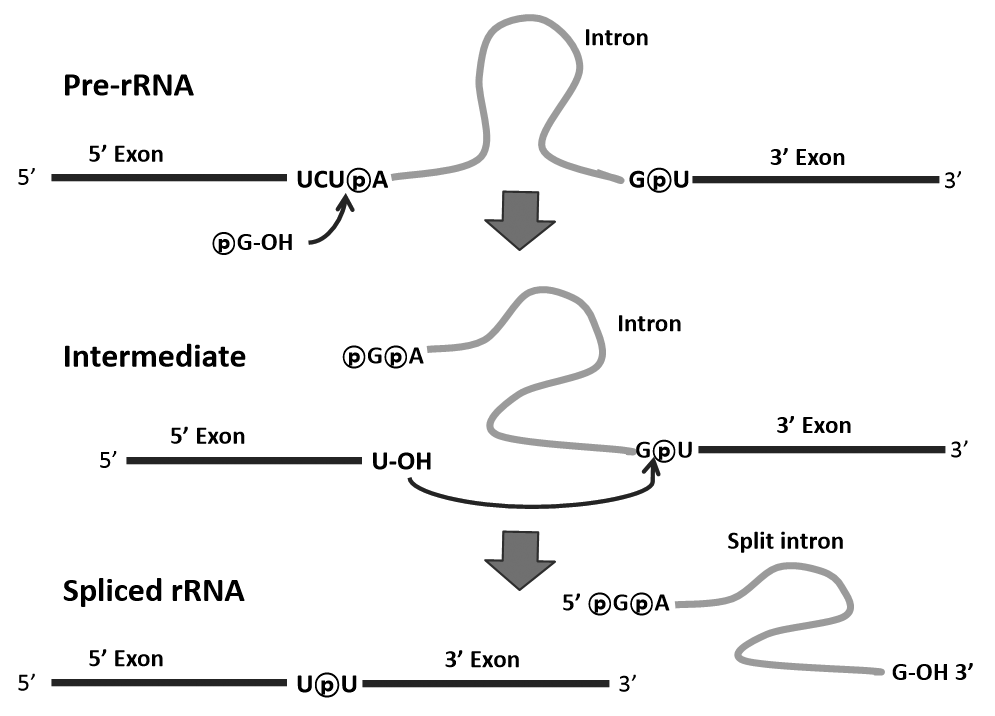 Intron
Pre-rRNA
5’ Exon
3’ Exon
5’ UCUⓟA GⓟU 3’
ⓟG-OH
Intron
Intermediate
ⓟGⓟA
5’ Exon
3’ Exon
5’ U-OH GⓟU 3’
Split intron
Spliced rRNA
5’ ⓟGⓟA
5’ Exon
3’ Exon
G-OH 3’
5’ UⓟU 3’